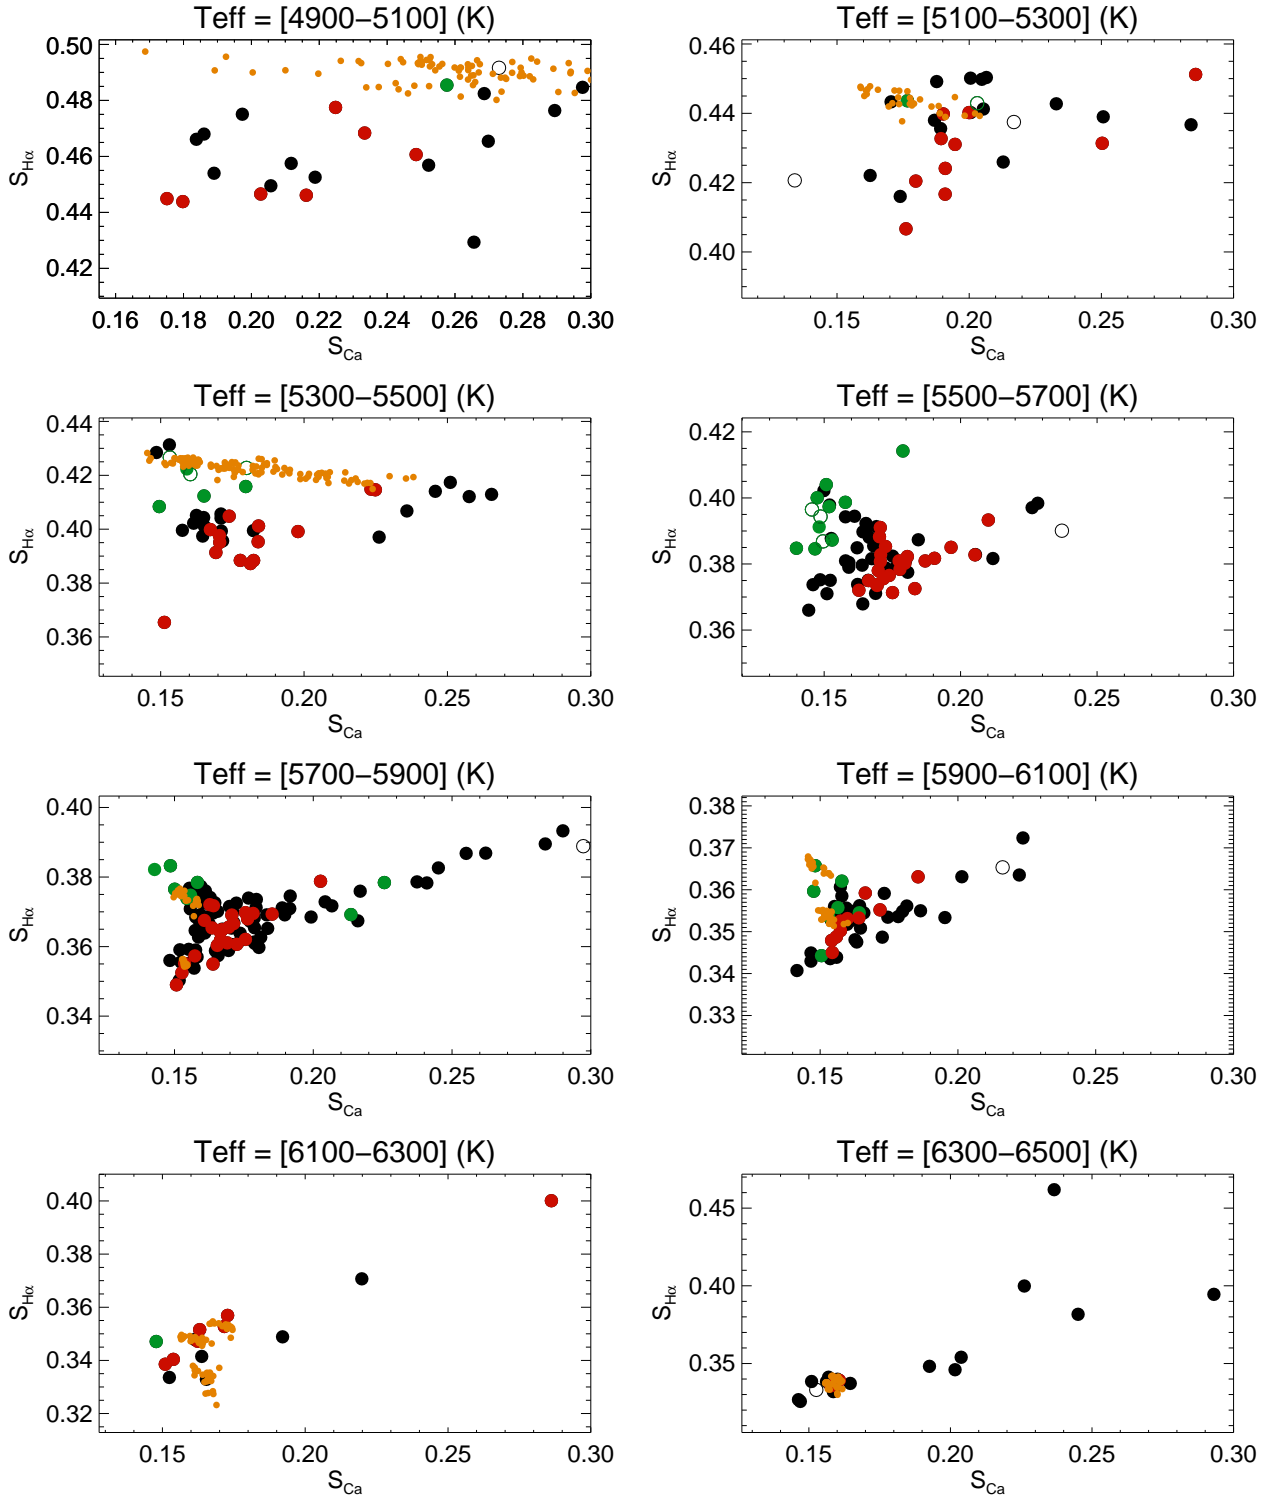 Teff = [4900−5100] (K)
0.50
0.48
0.46
0.44
0.42
SHα
0.16 0.18 0.20 0.22 0.24 0.26 0.28 0.30
SCa
Teff = [5100−5300] (K)
0.46
0.44
0.42
0.40
SHα
0.15 0.20 0.25 0.30
SCa
Teff = [5300−5500] (K)
0.44
0.42
0.40
0.38
0.36
SHα
0.15 0.20 0.25 0.30
SCa
Teff = [5500−5700] (K)
0.42
0.40
0.38
0.36
SHα
0.15 0.20 0.25 0.30
SCa
Teff = [5700−5900] (K)
0.40
0.38
0.36
0.34
SHα
0.15 0.20 0.25 0.30
SCa
Teff = [5900−6100] (K)
0.38
0.37
0.36
0.35
0.34
0.33
SHα
0.15 0.20 0.25 0.30
SCa
Teff = [6100−6300] (K)
0.40
0.38
0.36
0.34
0.32
SHα
0.15 0.20 0.25 0.30
SCa
Teff = [6300−6500] (K)
0.45
0.40
0.35
SHα
0.15 0.20 0.25 0.30
SCa